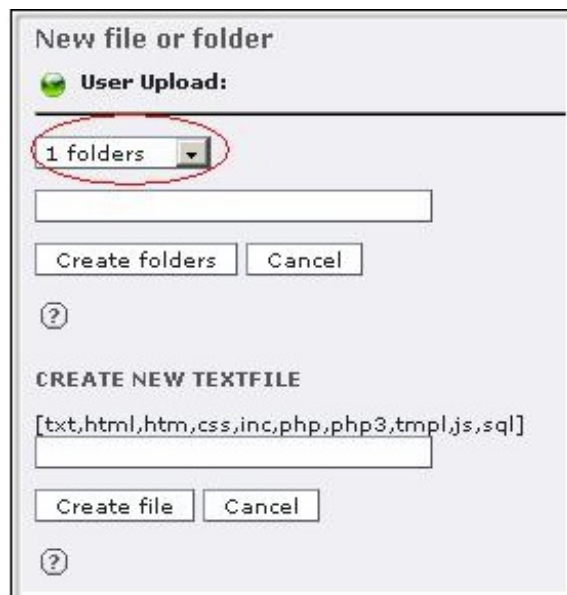 New file or folder
User Upload:
1 folders
Create folders Cancel
?
CREATE NEW TEXTFILE
[txt,html,htm,css,inc,php,php3,tmpl,js,sql]
Create file Cancel
?